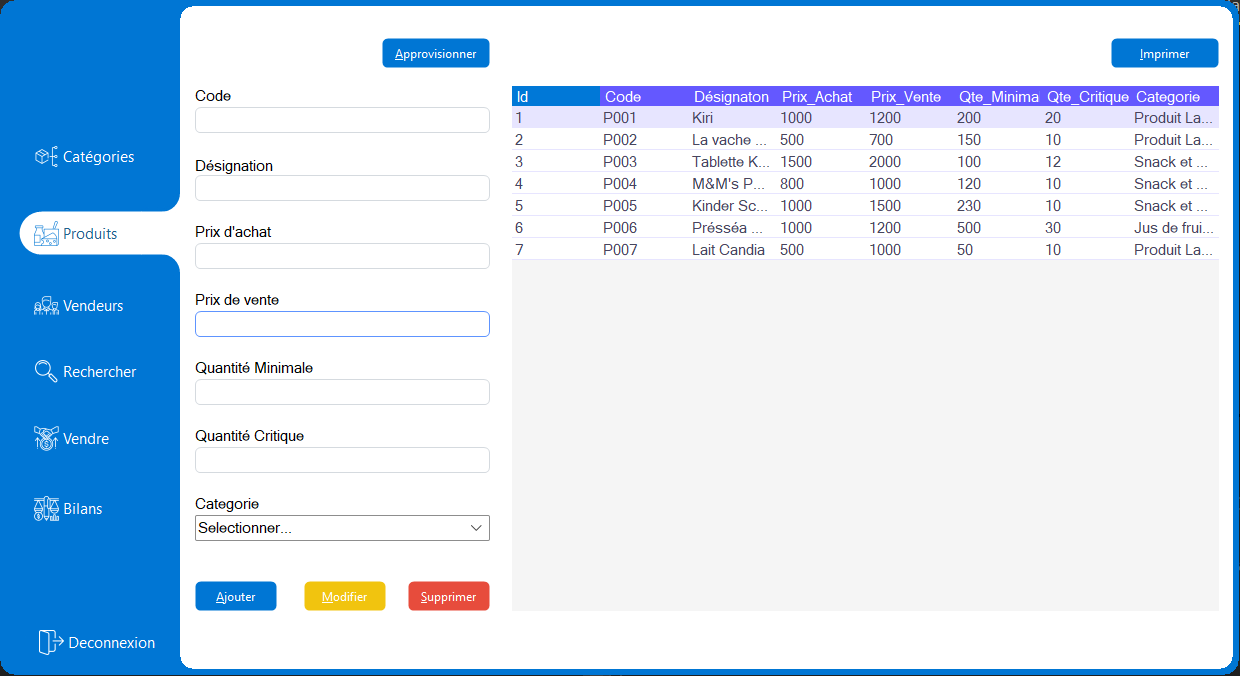 Catégories
Produits
Vendeurs
Rechercher
Vendre
Bilans
Deconnexion
Approvisionner
Imprimer
Code
Désignation
Prix d'achat
Prix de vente
Quantité Minimale
Quantité Critique
Categorie
Selectionner...
Ajouter Modifier Supprimer
Id Code Désignaton Prix_Achat Prix_Vente Qte_Minima Qte_Critique Categorie
1 P001 Kiri 1000 1200 200 20 Produit La...
2 P002 La vache ... 500 700 150 10 Produit La...
3 P003 Tablette K... 1500 2000 100 12 Snack et ...
4 P004 M&M's P... 800 1000 120 10 Snack et ...
5 P005 Kinder Sc... 1000 1500 230 10 Snack et ...
6 P006 Présséa ... 1000 1200 500 30 Jus de frui...
7 P007 Lait Candia 500 1000 50 10 Produit La...